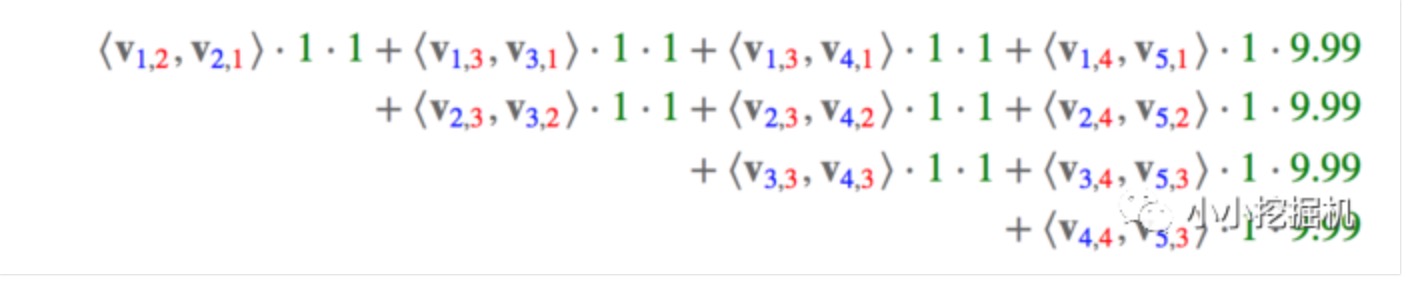 ⟨v1,2, v2,1⟩ · 1 · 1 + ⟨v1,3, v3,1⟩ · 1 · 1 + ⟨v1,3, v4,1⟩ · 1 · 1 + ⟨v1,4, v5,1⟩ · 1 · 9.99
+ ⟨v2,3, v3,2⟩ · 1 · 1 + ⟨v2,3, v4,2⟩ · 1 · 1 + ⟨v2,4, v5,2⟩ · 1 · 9.99
+ ⟨v3,3, v4,3⟩ · 1 · 1 + ⟨v3,4, v5,3⟩ · 1 · 9.99
小小挖掘机
+ ⟨v4,4, v5,3⟩ · 1 · 9.99